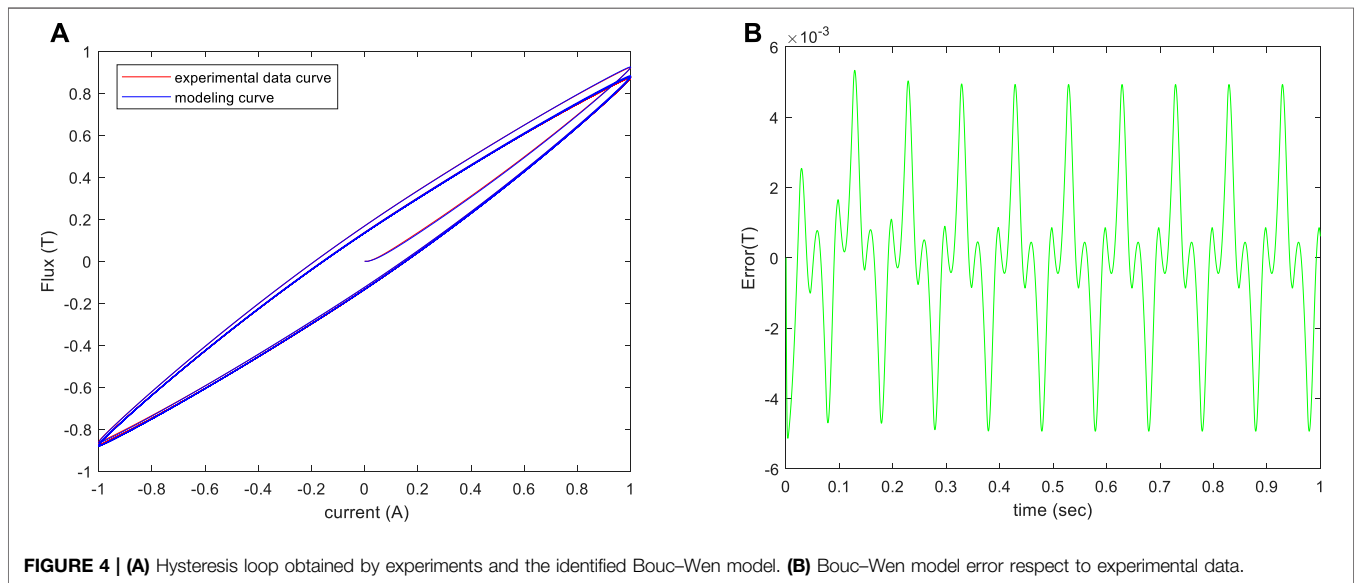 A
B
×10-3
experimental data curve
modeling curve
Flux (T)
1
0.8
0.6
0.4
0.2
0
-0.2
-0.4
-0.6
-0.8
-1
-1 -0.8 -0.6 -0.4 -0.2 0 0.2 0.4 0.6 0.8 1
current (A)
Error(T)
6
4
2
0
-2
-4
-6
0 0.1 0.2 0.3 0.4 0.5 0.6 0.7 0.8 0.9 1
time (sec)
FIGURE 4 | (A) Hysteresis loop obtained by experiments and the identified Bouc–Wen model. (B) Bouc–Wen model error respect to experimental data.